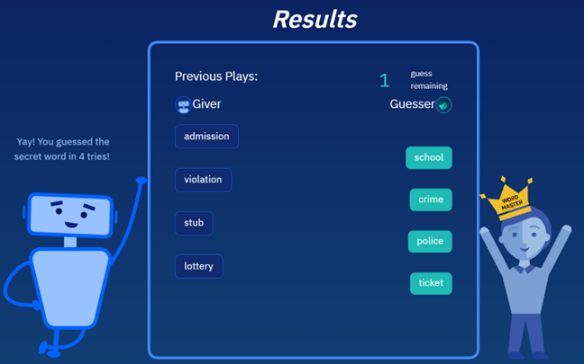 Results
Previous Plays:
1 guess
remaining
Giver
Guesser
admission
school
violation
crime
stub
police
lottery
ticket
Yay! You guessed the
secret word in 4 tries!
WORD
MASTER